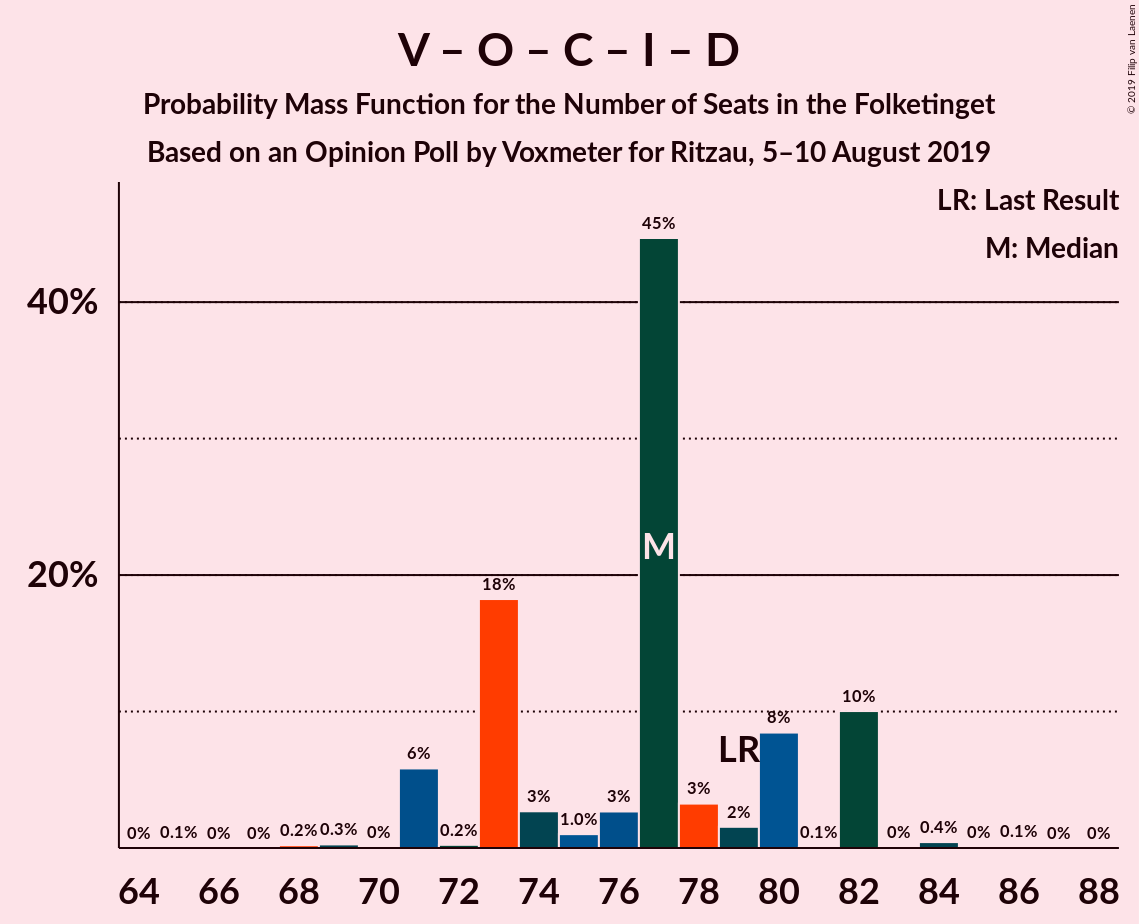 V – O – C – I – D
Probability Mass Function for the Number of Seats in the Folketinget
Based on an Opinion Poll by Voxmeter for Ritzau, 5–10 August 2019
© 2019 Filip van Laenen
LR: Last Result
M: Median
40%
20%
0% 0.1% 0% 0% 0.2% 0.3% 0% 6% 0.2% 18% 3% 1.0% 3% 45% 3% 2% 8% 0.1% 10% 0% 0.4% 0% 0.1% 0% 0%
M
LR
64 66 68 70 72 74 76 78 80 82 84 86 88